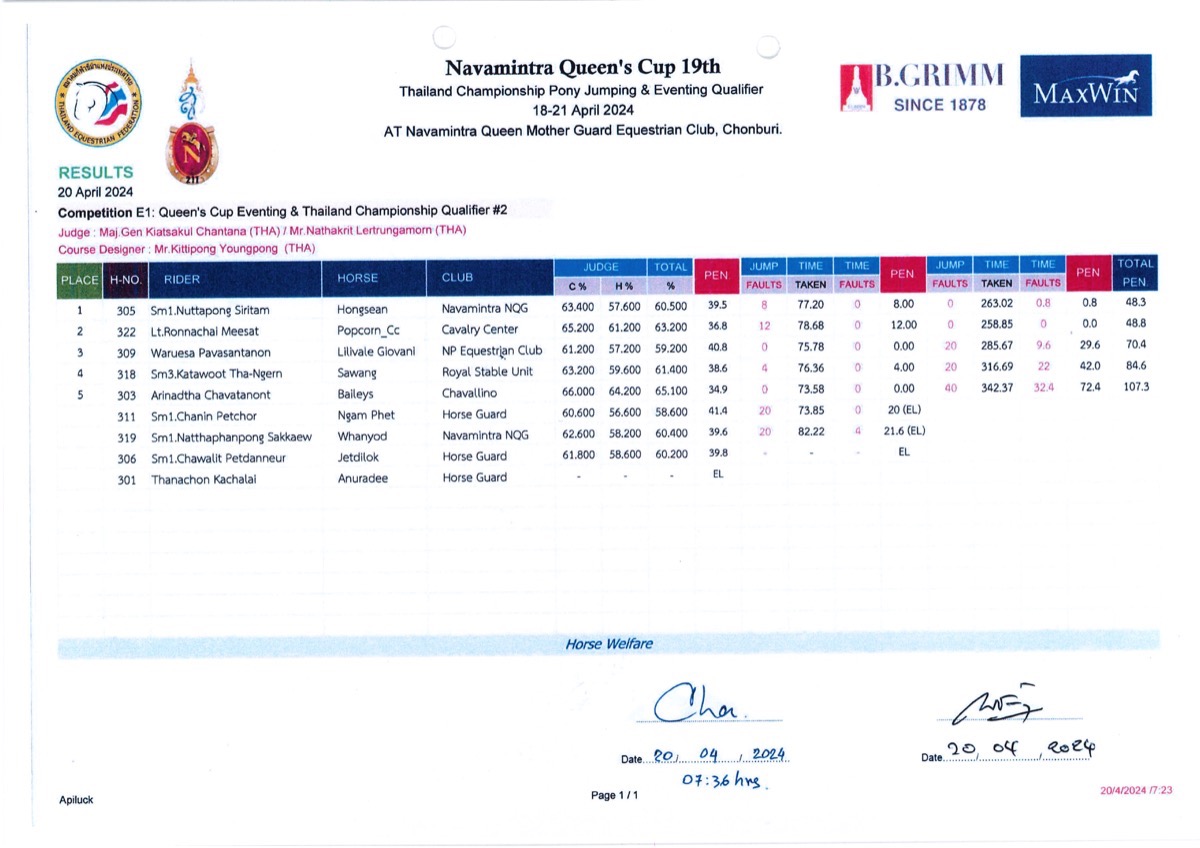 Navamintra Queen's Cup 19th
Thailand Championship Pony Jumping & Eventing Qualifier
18-21 April 2024
AT Navamintra Queen Mother Guard Equestrian Club, Chonburi.
THAILAND EQUESTRIAN FEDERATION
N
211
B.GRIMM
SINCE 1878
MAXWIN
RESULTS
20 April 2024
Competition E1: Queen's Cup Eventing & Thailand Championship Qualifier #2
Judge : Maj.Gen Kiatsakul Chantana (THA) / Mr.Nathakrit Lertrungamorn (THA)
Course Designer : Mr.Kittipong Youngpong (THA)
PLACE H-NO. RIDER HORSE CLUB JUDGE TOTAL PEN JUMP TIME TIME PEN JUMP TIME TIME PEN TOTAL
C % H % % FAULTS TAKEN FAULTS FAULTS TAKEN FAULTS PEN
1 305 Sm1.Nuttapong Siritam Hongsean Navamintra NQG 63.400 57.600 60.500 39.5 8 77.20 0 8.00 0 263.02 0.8 0.8 48.3
2 322 Lt.Ronnachai Meesat Popcorn_Cc Cavalry Center 65.200 61.200 63.200 36.8 12 78.68 0 12.00 0 258.85 0 0.0 48.8
3 309 Waruesa Pavasantanon Lilivale Giovani NP Equestrian Club 61.200 57.200 59.200 40.8 0 75.78 0 0.00 20 285.67 9.6 29.6 70.4
4 318 Sm3.Katawoot Tha-Ngern Sawang Royal Stable Unit 63.200 59.600 61.400 38.6 4 76.36 0 4.00 20 316.69 22 42.0 84.6
5 303 Arinadtha Chavatanont Baileys Chavallino 66.000 64.200 65.100 34.9 0 73.58 0 0.00 40 342.37 32.4 72.4 107.3
311 Sm1.Chanin Petchor Ngam Phet Horse Guard 60.600 56.600 58.600 41.4 20 73.85 0 20 (EL)
319 Sm1.Natthaphanpong Sakkaew Whanyod Navamintra NQG 62.600 58.200 60.400 39.6 20 82.22 4 21.6 (EL)
306 Sm1.Chawalit Petdanneur Jetdilok Horse Guard 61.800 58.600 60.200 39.8 - - - EL
301 Thanachon Kachalai Anuradee Horse Guard - - - EL
Horse Welfare
Date 20, 04, 2024
07:36 hrs.
Date 20, 04, 2024
Apiluck
Page 1 / 1
20/4/2024 /7:23